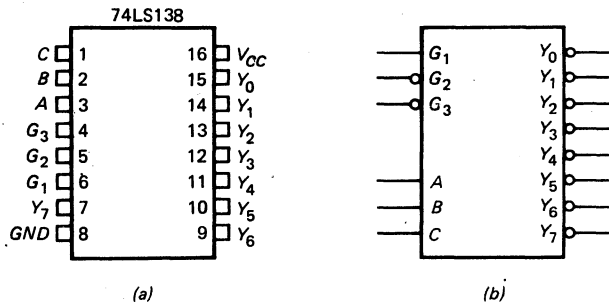 74LS138
C 1 16 VCC
B 2 15 Y0
A 3 14 Y1
G3 4 13 Y2
G2 5 12 Y3
G1 6 11 Y4
Y7 7 10 Y5
GND 8 9 Y6
(a)
G1 Y0
G2 Y1
G3 Y2
Y3
Y4
A Y5
B Y6
C Y7
(b)